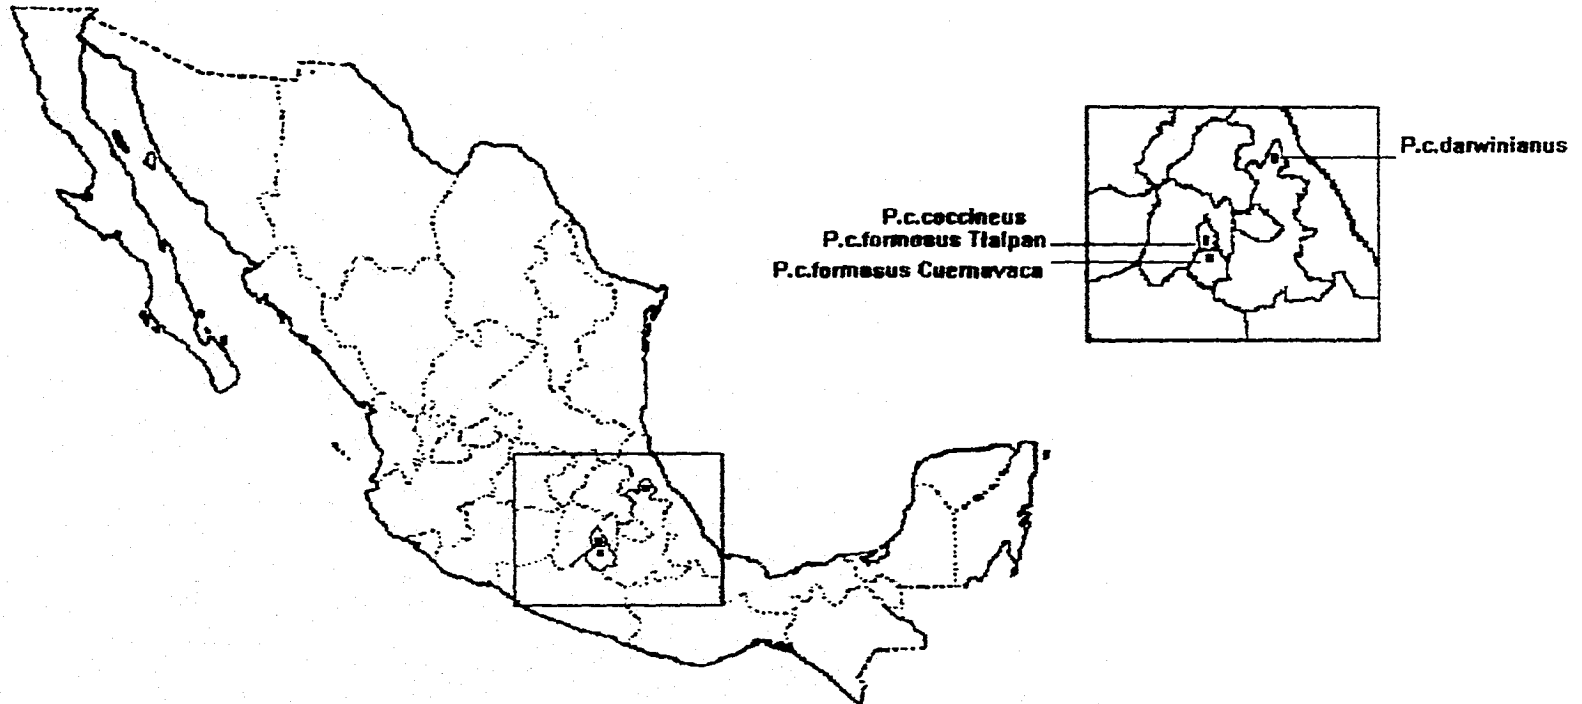 P.c.darwinianus
P.c.coccineus
P.c.formosus Tlalpan
P.c.formosus Cuernavaca